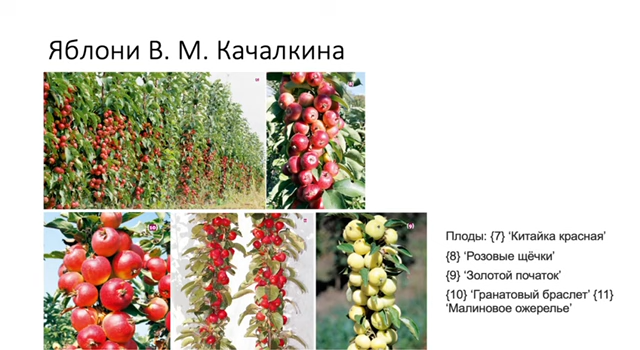 Яблони В. М. Качалкина
Плоды: {7} ‘Китайка красная’
{8} ‘Розовые щёчки’
{9} ‘Золотой початок’
{10} ‘Гранатовый браслет’ {11}
‘Малиновое ожерелье’